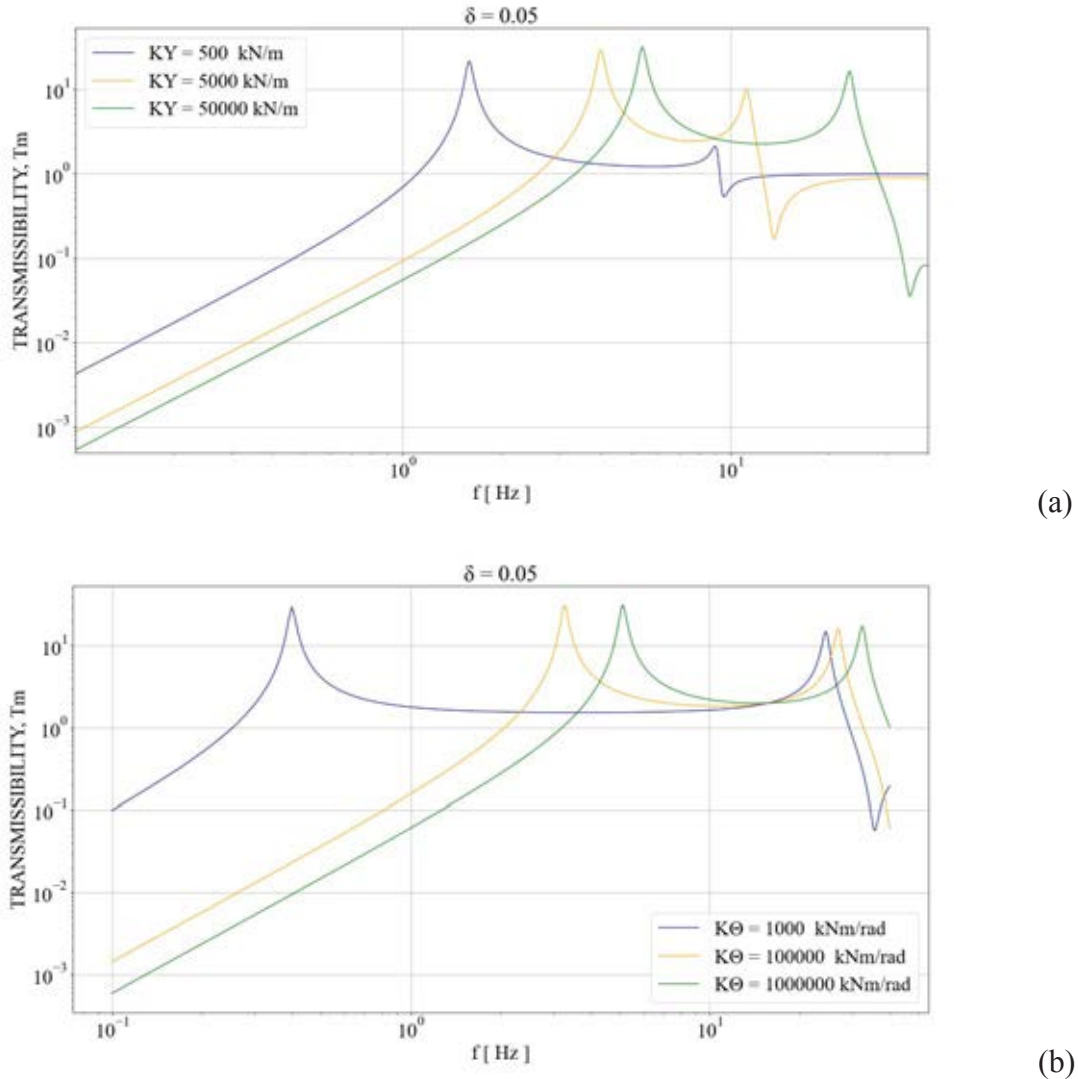 δ = 0.05
KY = 500 kN/m
KY = 5000 kN/m
KY = 50000 kN/m
TRANSMISSIBILITY, Tm
10¹
10⁰
10⁻¹
10⁻²
10⁻³
10⁰ 10¹
f [ Hz ]
(a)
δ = 0.05
TRANSMISSIBILITY, Tm
10¹
10⁰
10⁻¹
10⁻²
10⁻³
KΘ = 1000 kNm/rad
KΘ = 100000 kNm/rad
KΘ = 1000000 kNm/rad
10⁻¹ 10⁰ 10¹
f [ Hz ]
(b)